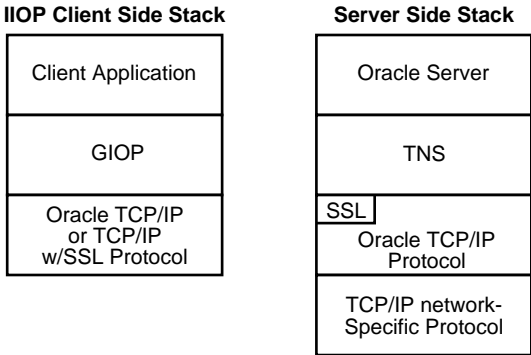 IIOP Client Side Stack
Client Application
GIOP
Oracle TCP/IP
or TCP/IP
w/SSL Protocol
Server Side Stack
Oracle Server
TNS
SSL
Oracle TCP/IP
Protocol
TCP/IP network-
Specific Protocol